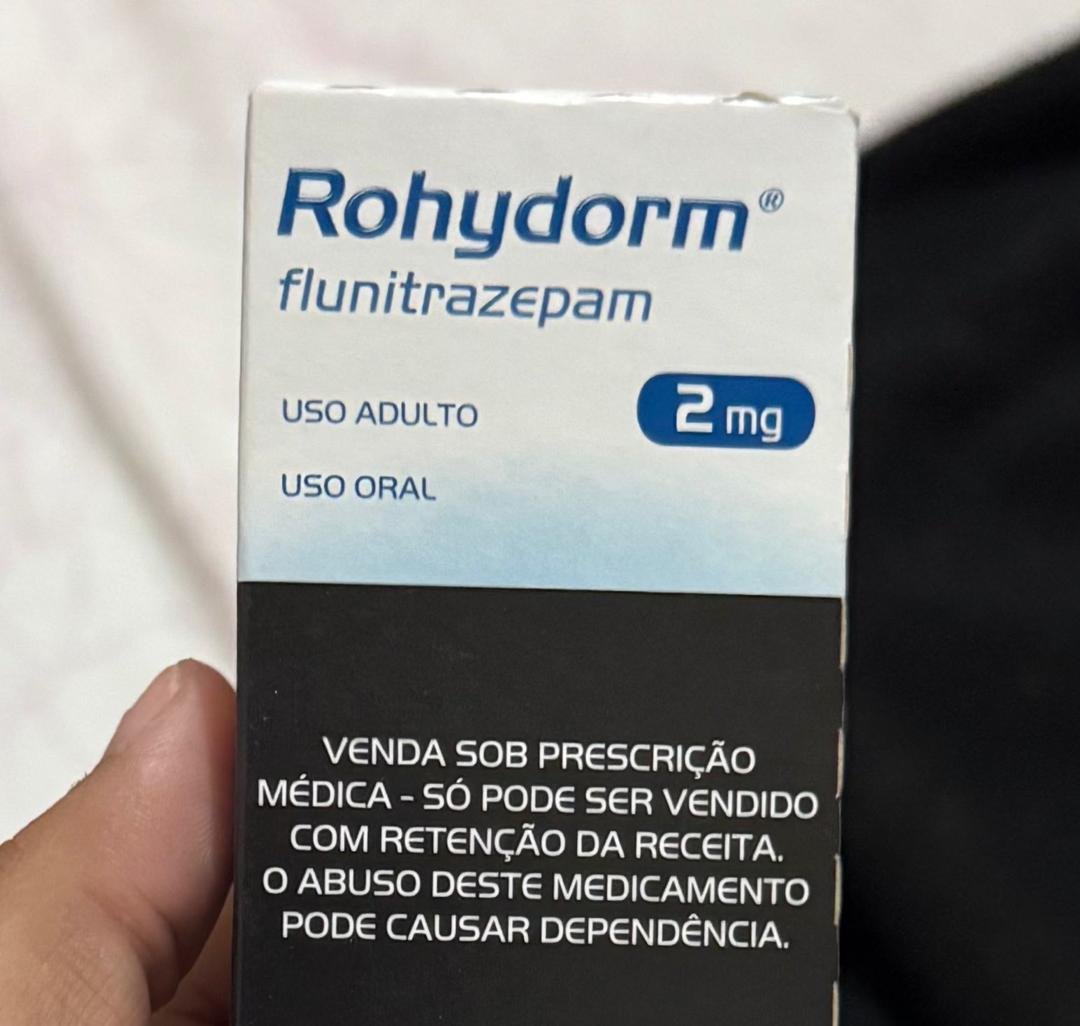 Rohydorm®
flunitrazepam
USO ADULTO
2 mg
USO ORAL
VENDA SOB PRESCRIÇÃO
MÉDICA - SÓ PODE SER VENDIDO
COM RETENÇÃO DA RECEITA.
O ABUSO DESTE MEDICAMENTO
PODE CAUSAR DEPENDÊNCIA.